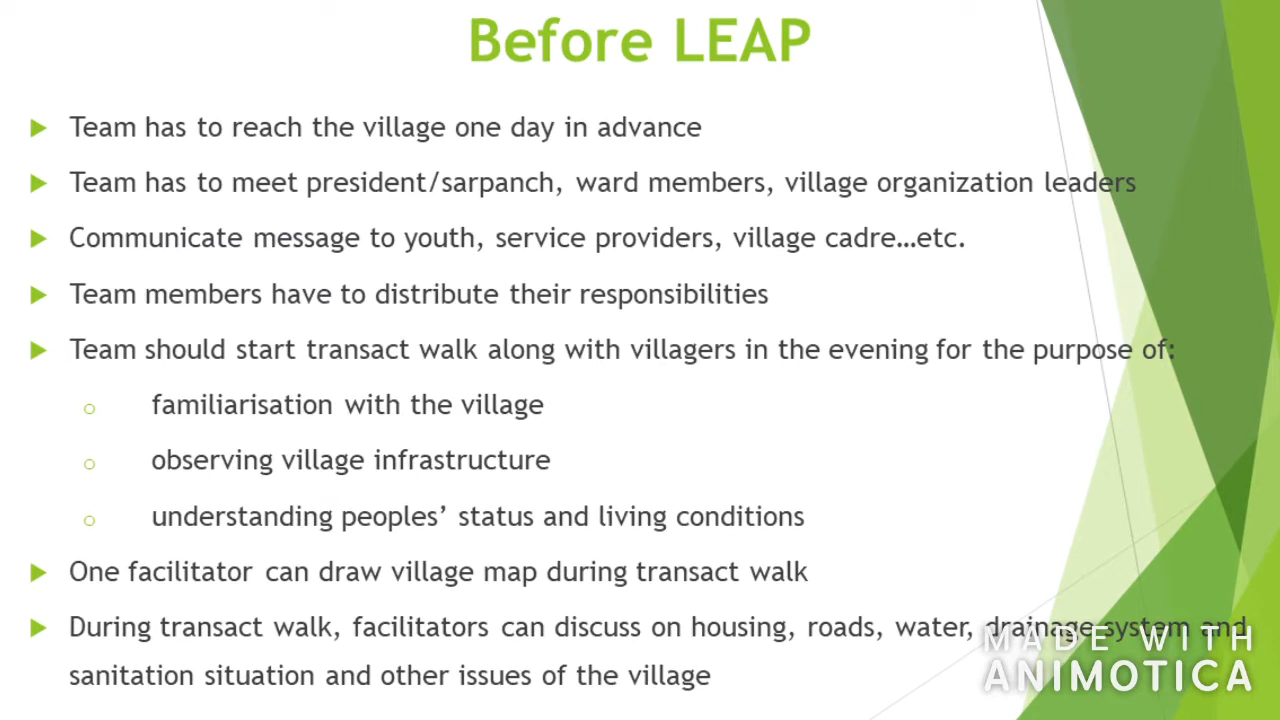 Before LEAP
Team has to reach the village one day in advance
Team has to meet president/sarpanch, ward members, village organization leaders
Communicate message to youth, service providers, village cadre…etc.
Team members have to distribute their responsibilities
Team should start transact walk along with villagers in the evening for the purpose of:
familiarisation with the village
observing village infrastructure
understanding peoples’ status and living conditions
One facilitator can draw village map during transact walk
During transact walk, facilitators can discuss on housing, roads, water, drainage system and
sanitation situation and other issues of the village
MADE WITH
ANIMOTICA